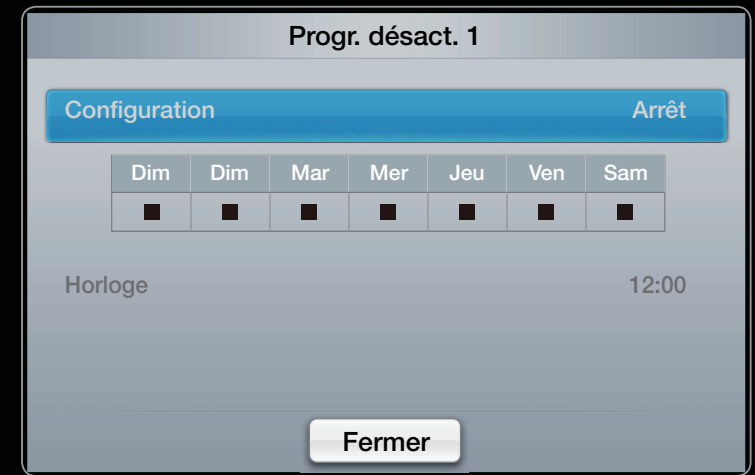 Progr. désact. 1
Configuration Arrêt
Dim Dim Mar Mer Jeu Ven Sam
Horloge 12:00
Fermer